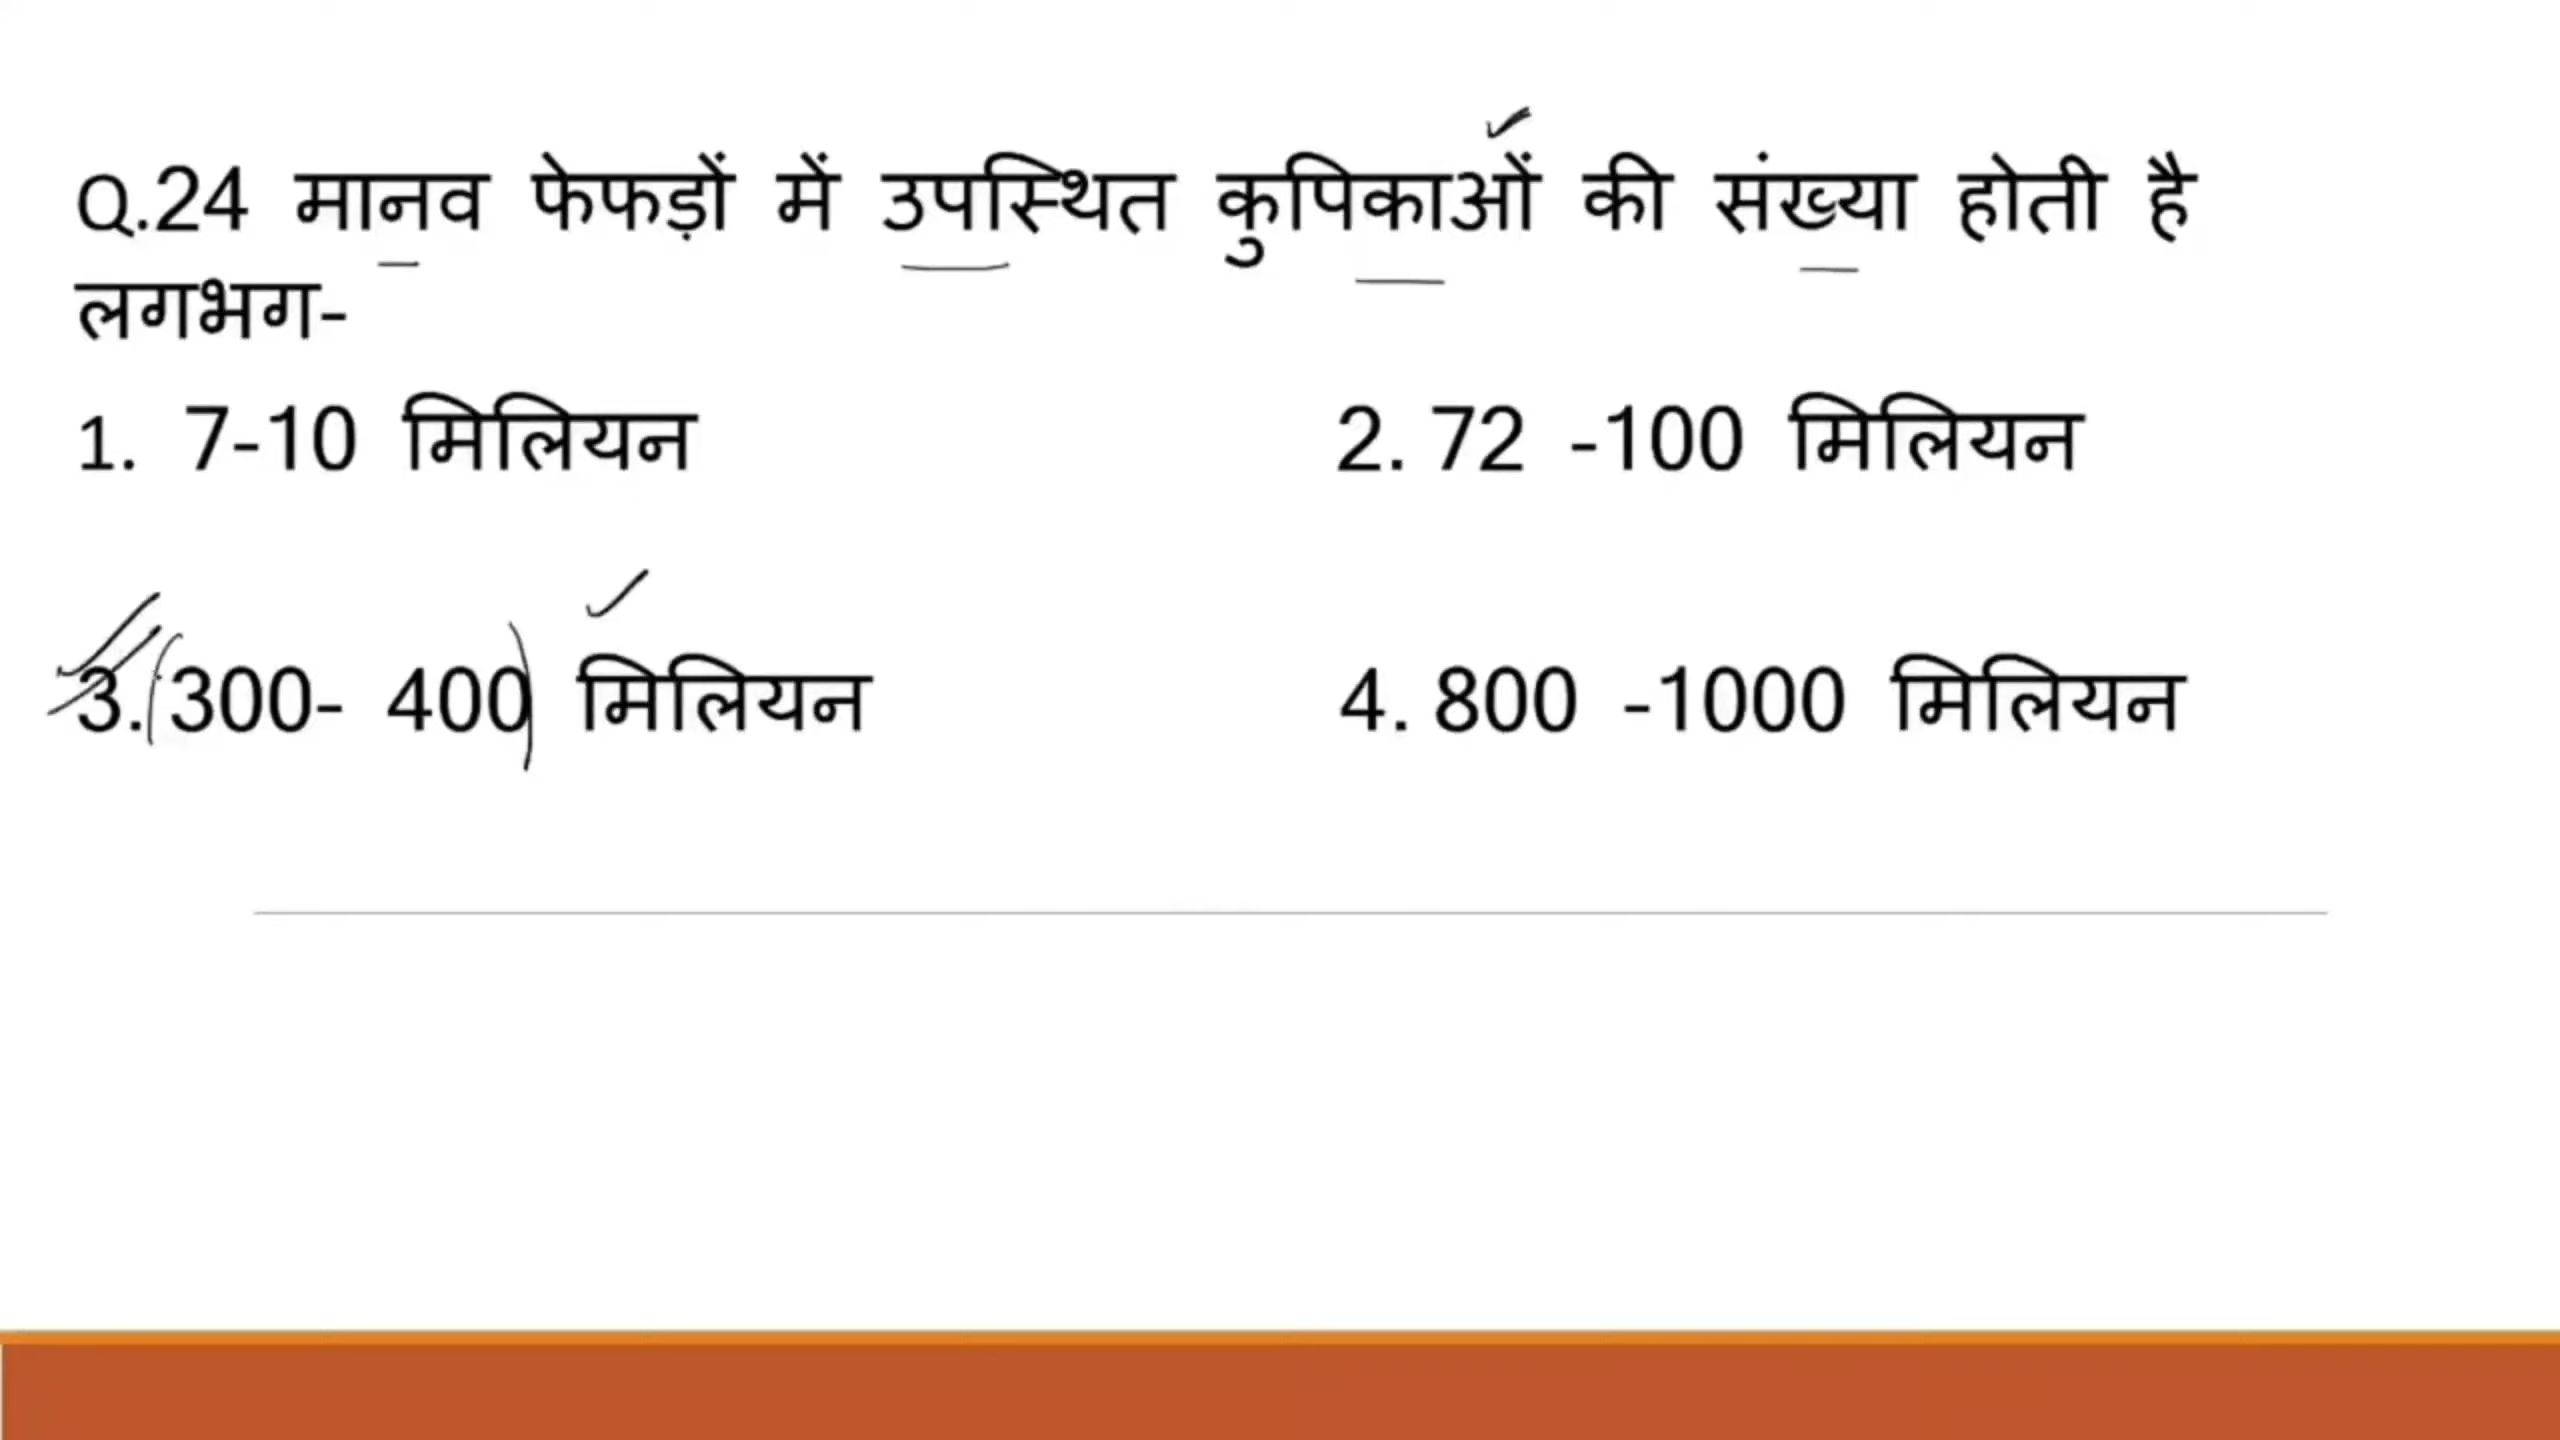 Q.24 मानव फेफड़ों में उपस्थित कुपिकाओं की संख्या होती है
लगभग-
1. 7-10 मिलियन 2. 72 -100 मिलियन
3. 300- 400 मिलियन 4. 800 -1000 मिलियन